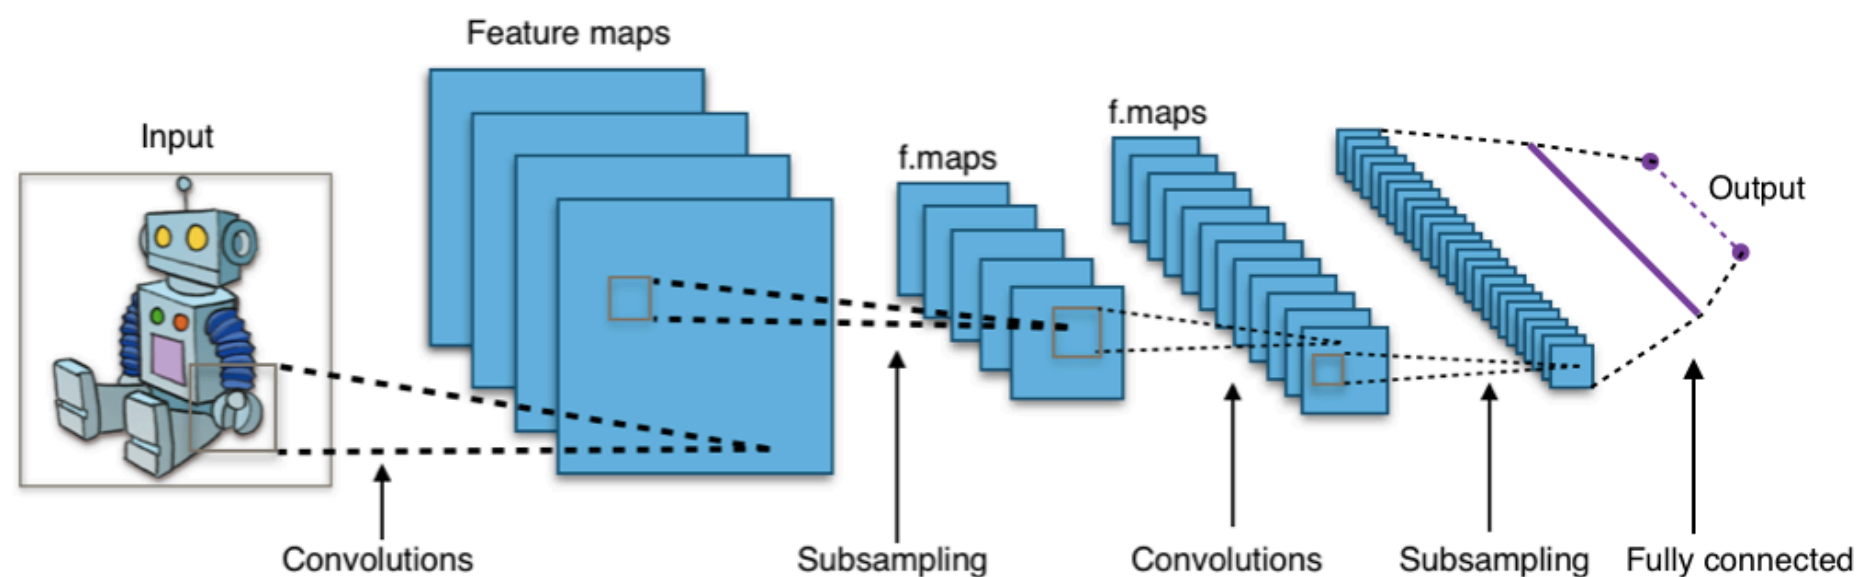 Feature maps
f.maps
Input
f.maps
Output
Convolutions
Subsampling
Convolutions
Subsampling
Fully connected